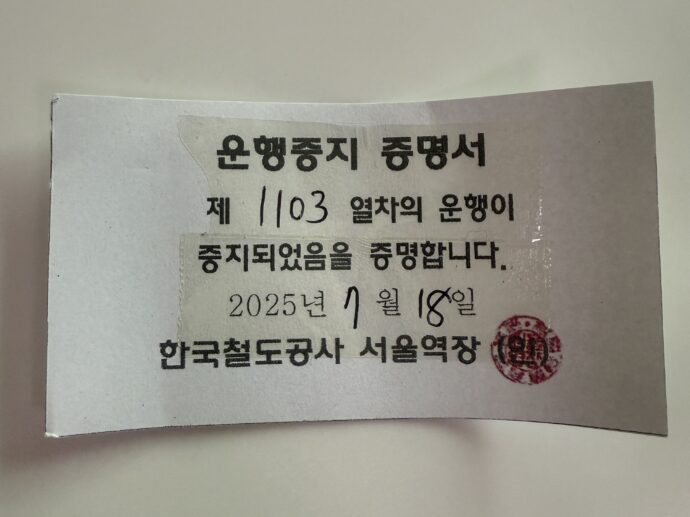 운행중지 증명서
제 1103 열차의 운행이
중지되었음을 증명합니다.
2025년 7월 18일
한국철도공사 서울역장 (인)